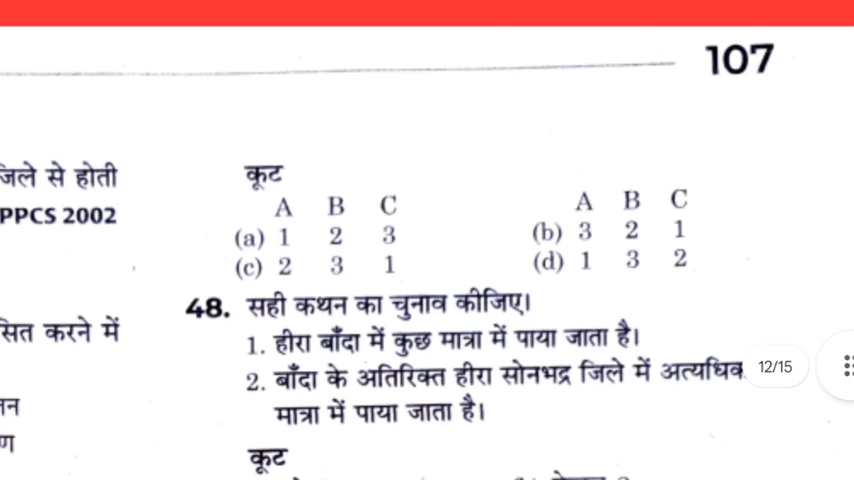 107
जिले से होती
PPCS 2002
सित करने में
कूट
A B C A B C
(a) 1 2 3 (b) 3 2 1
(c) 2 3 1 (d) 1 3 2
48. सही कथन का चुनाव कीजिए।
1. हीरा बाँदा में कुछ मात्रा में पाया जाता है।
2. बाँदा के अतिरिक्त हीरा सोनभद्र जिले में अत्यधिक
मात्रा में पाया जाता है।
कूट
12/15